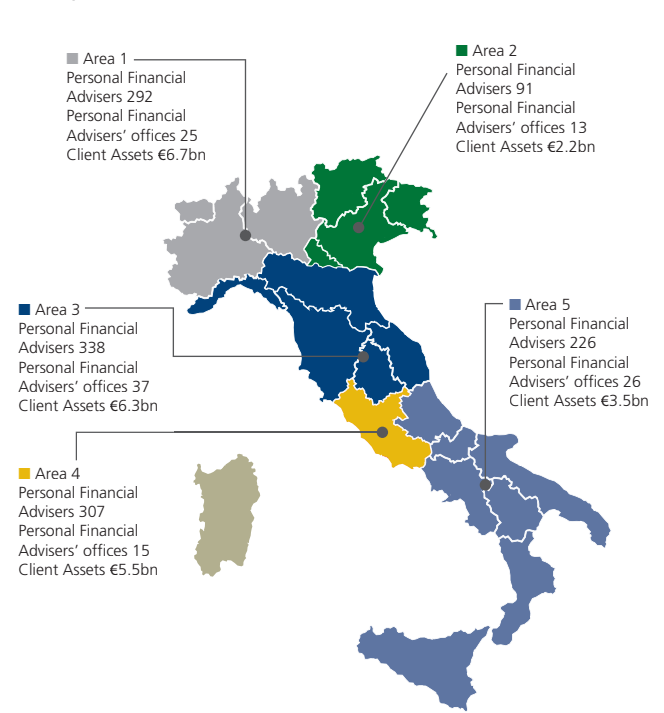 Area 1
Personal Financial
Advisers 292
Personal Financial
Advisers’ offices 25
Client Assets €6.7bn
Area 2
Personal Financial
Advisers 91
Personal Financial
Advisers’ offices 13
Client Assets €2.2bn
Area 3
Personal Financial
Advisers 338
Personal Financial
Advisers’ offices 37
Client Assets €6.3bn
Area 5
Personal Financial
Advisers 226
Personal Financial
Advisers’ offices 26
Client Assets €3.5bn
Area 4
Personal Financial
Advisers 307
Personal Financial
Advisers’ offices 15
Client Assets €5.5bn